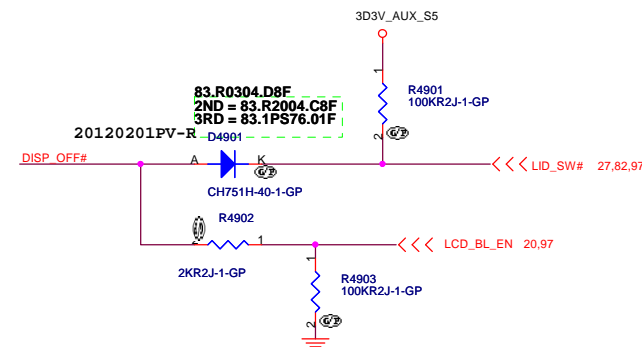 3D3V_AUX_S5
1
R4901
100KR2J-1-GP
2
83.R0304.D8F
2ND = 83.R2004.C8F
3RD = 83.1PS76.01F
20120201PV-R
D4901
DISP_OFF#
A
K
LID_SW# 27,82,97
CH751H-40-1-GP
R4902
2
1
LCD_BL_EN 20,97
2KR2J-1-GP
1
R4903
100KR2J-1-GP
2